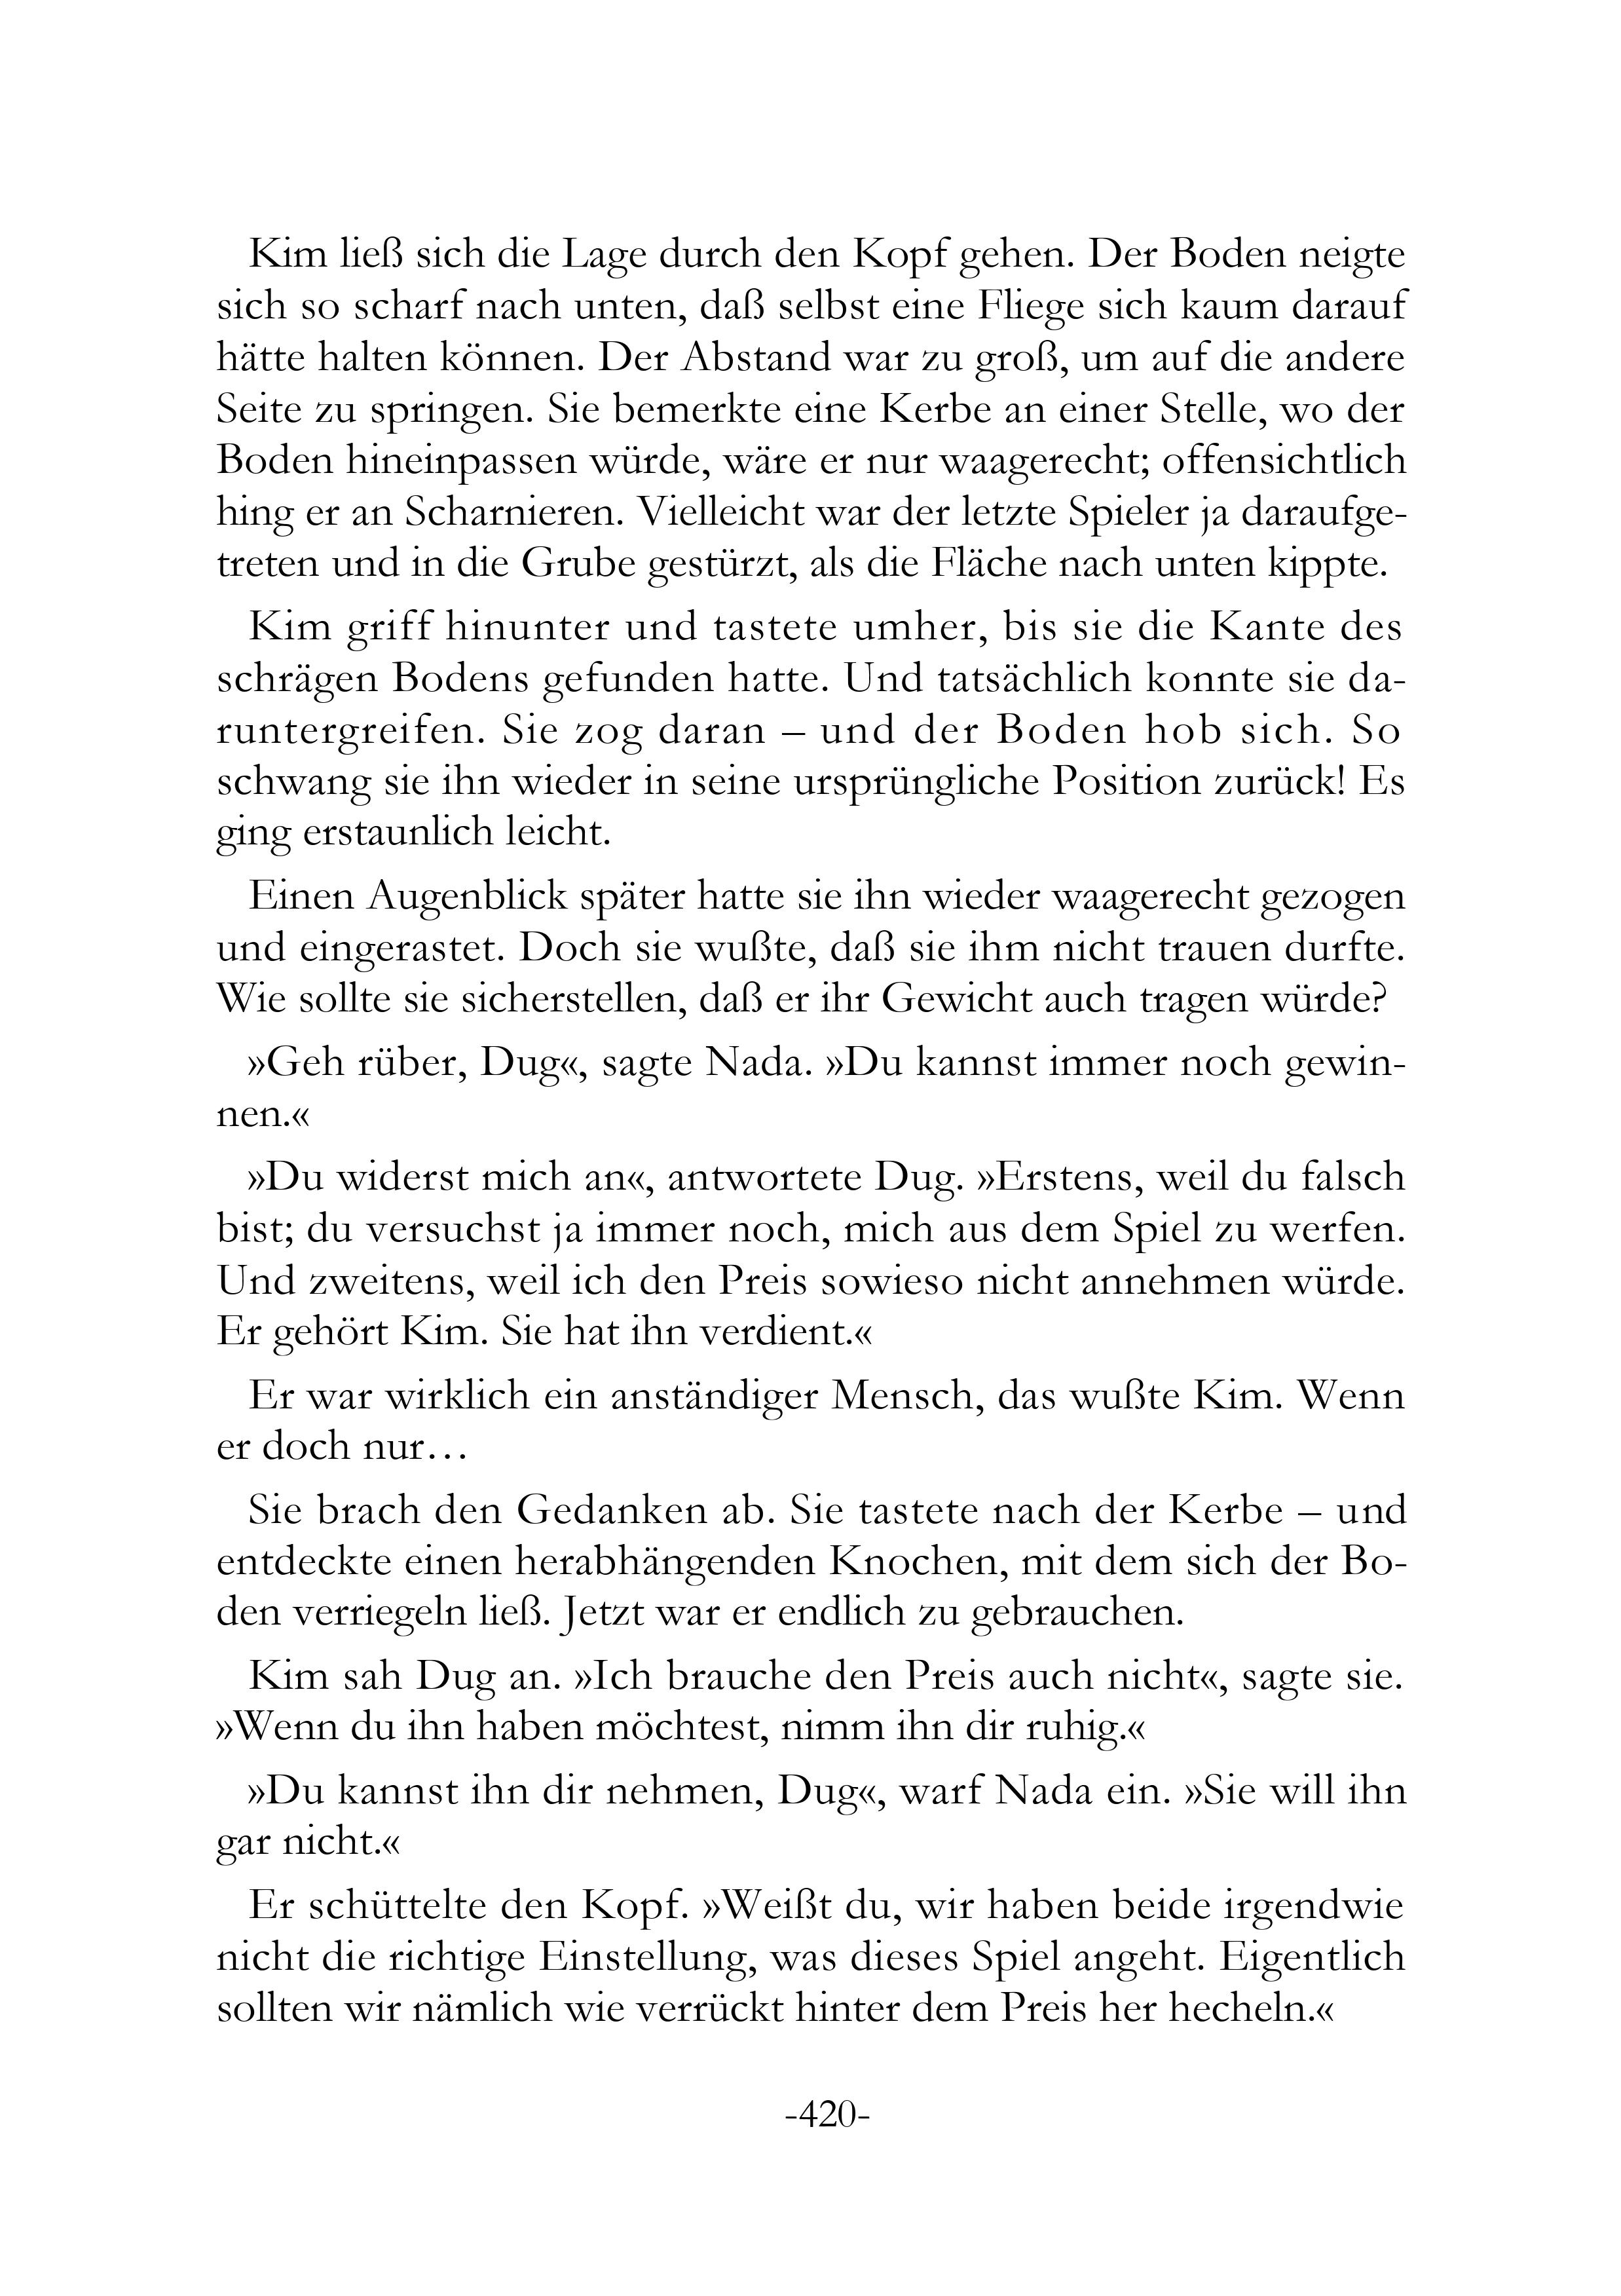 Kim ließ sich die Lage durch den Kopf gehen. Der Boden neigte
sich so scharf nach unten, daß selbst eine Fliege sich kaum darauf
hätte halten können. Der Abstand war zu groß, um auf die andere
Seite zu springen. Sie bemerkte eine Kerbe an einer Stelle, wo der
Boden hineinpassen würde, wäre er nur waagerecht; offensichtlich
hing er an Scharnieren. Vielleicht war der letzte Spieler ja daraufge-
treten und in die Grube gestürzt, als die Fläche nach unten kippte.
Kim griff hinunter und tastete umher, bis sie die Kante des
schrägen Bodens gefunden hatte. Und tatsächlich konnte sie da-
runtergreifen. Sie zog daran – und der Boden hob sich. So
schwang sie ihn wieder in seine ursprüngliche Position zurück! Es
ging erstaunlich leicht.
Einen Augenblick später hatte sie ihn wieder waagerecht gezogen
und eingerastet. Doch sie wußte, daß sie ihm nicht trauen durfte.
Wie sollte sie sicherstellen, daß er ihr Gewicht auch tragen würde?
»Geh rüber, Dug«, sagte Nada. »Du kannst immer noch gewin-
nen.«
»Du widerst mich an«, antwortete Dug. »Erstens, weil du falsch
bist; du versuchst ja immer noch, mich aus dem Spiel zu werfen.
Und zweitens, weil ich den Preis sowieso nicht annehmen würde.
Er gehört Kim. Sie hat ihn verdient.«
Er war wirklich ein anständiger Mensch, das wußte Kim. Wenn
er doch nur…
Sie brach den Gedanken ab. Sie tastete nach der Kerbe – und
entdeckte einen herabhängenden Knochen, mit dem sich der Bo-
den verriegeln ließ. Jetzt war er endlich zu gebrauchen.
Kim sah Dug an. »Ich brauche den Preis auch nicht«, sagte sie.
»Wenn du ihn haben möchtest, nimm ihn dir ruhig.«
»Du kannst ihn dir nehmen, Dug«, warf Nada ein. »Sie will ihn
gar nicht.«
Er schüttelte den Kopf. »Weißt du, wir haben beide irgendwie
nicht die richtige Einstellung, was dieses Spiel angeht. Eigentlich
sollten wir nämlich wie verrückt hinter dem Preis her hecheln.«
-420-